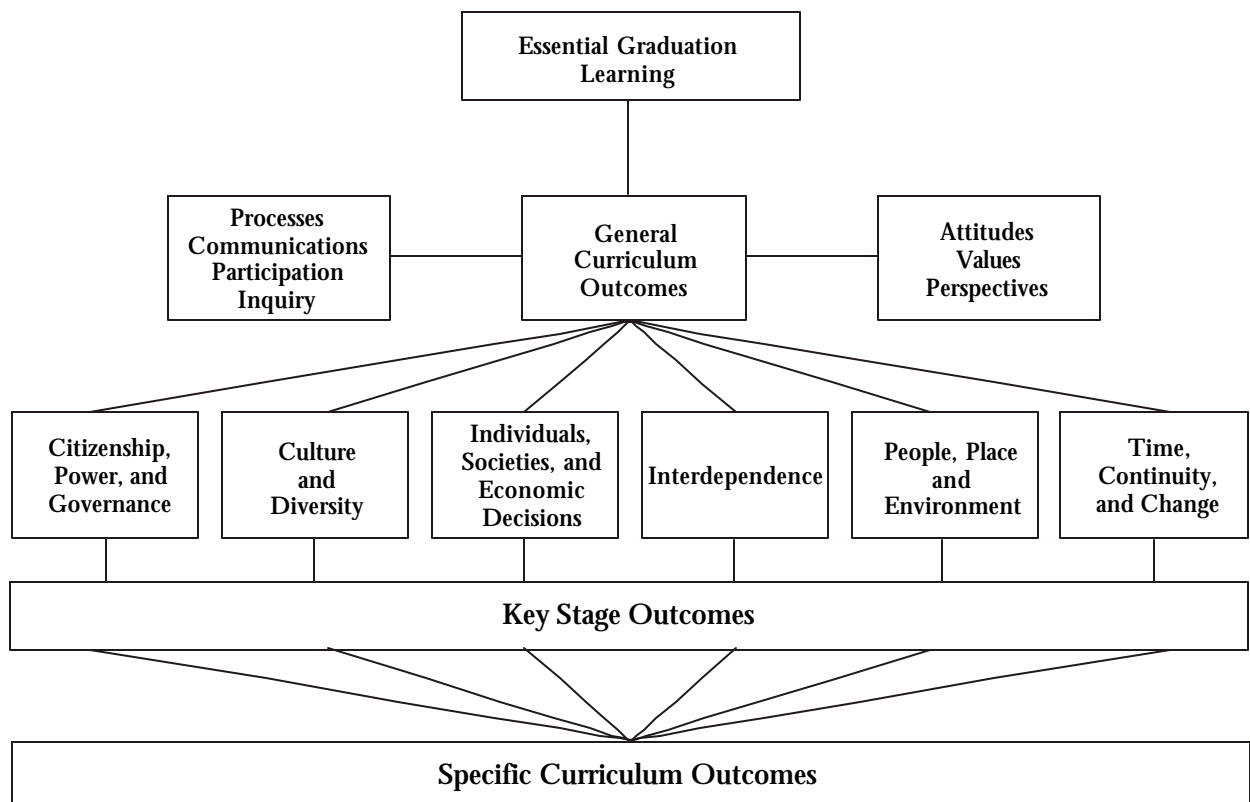 Essential Graduation
Learning
Processes
Communications
Participation
Inquiry
General
Curriculum
Outcomes
Attitudes
Values
Perspectives
Citizenship,
Power, and
Governance
Culture
and
Diversity
Individuals,
Societies, and
Economic
Decisions
Interdependence
People, Place
and
Environment
Time,
Continuity,
and Change
Key Stage Outcomes
Specific Curriculum Outcomes